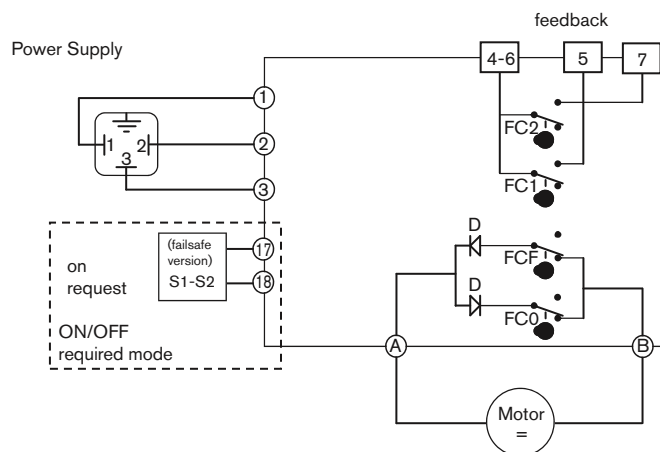 feedback
Power Supply
4-6
5
7
1
1
2
3
2
3
FC2
FC1
(failsafe
version)
S1-S2
17
18
on
request
ON/OFF
required mode
D
FCF
D
FC0
A
B
Motor
=